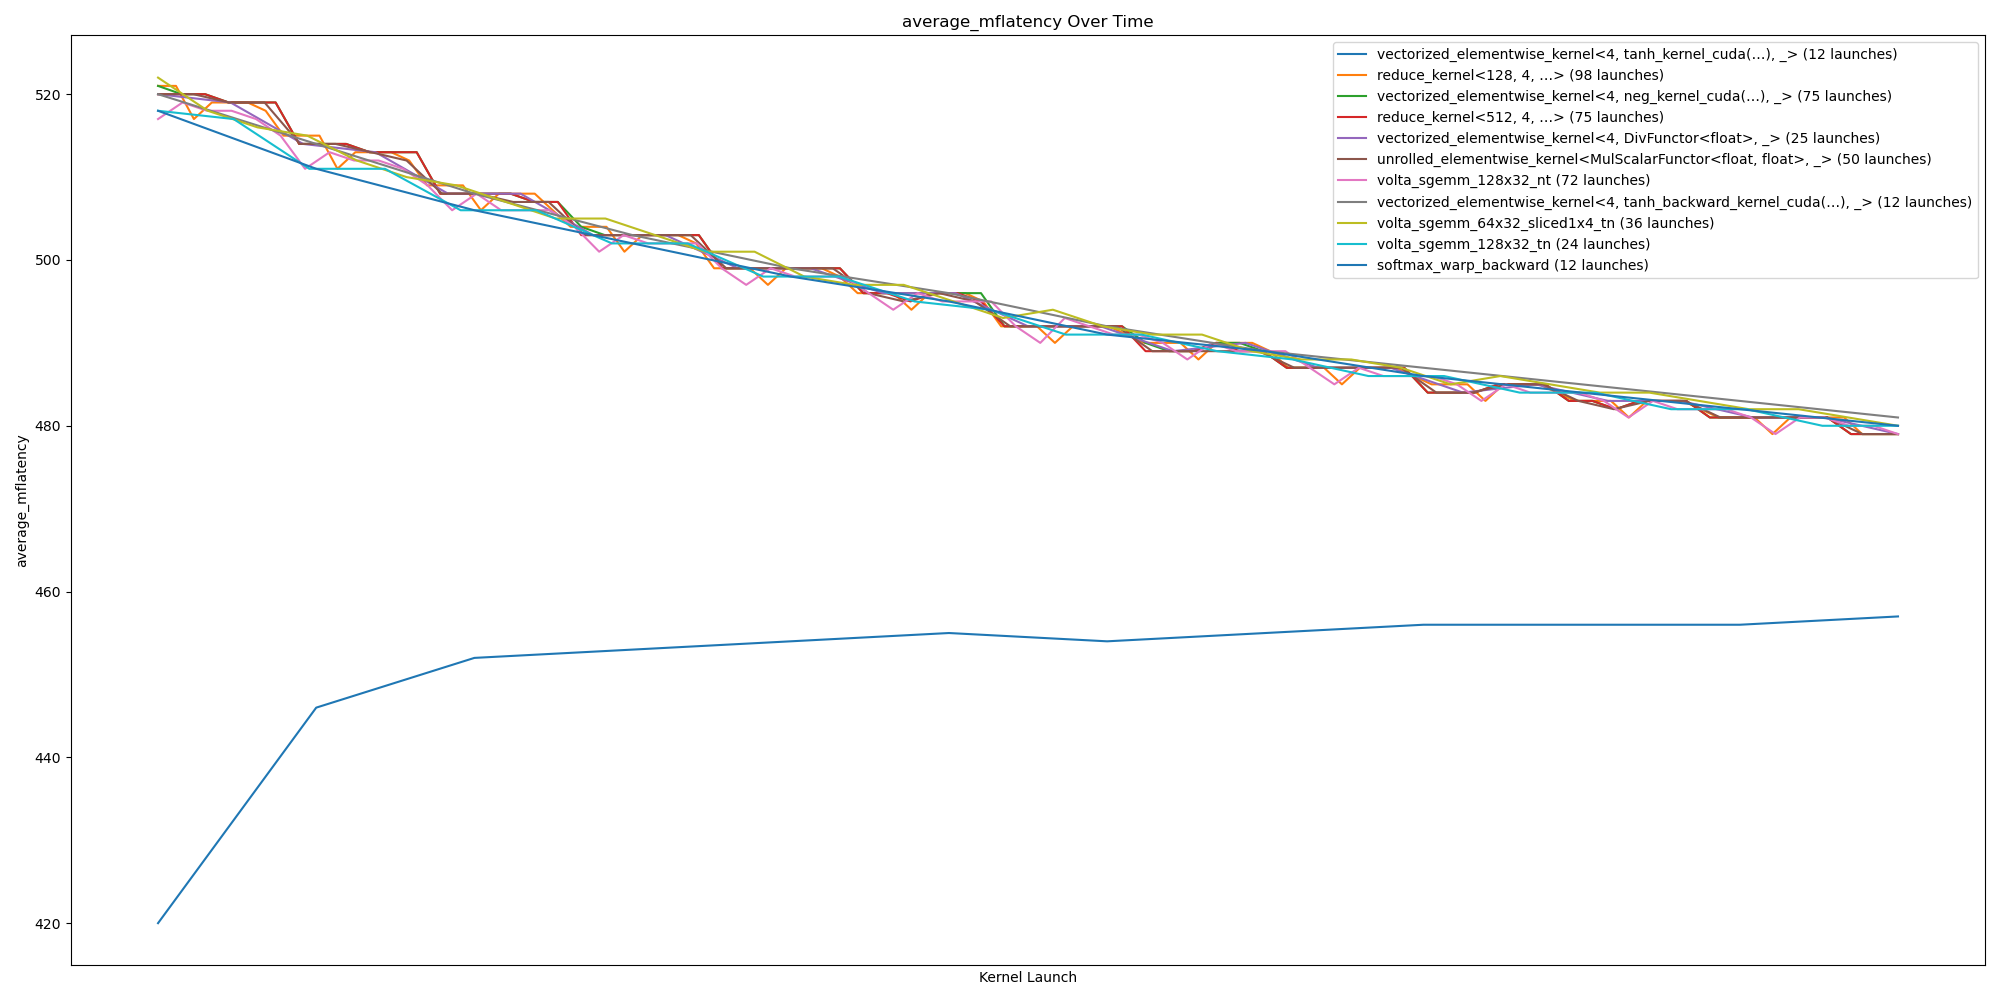 average_mflatency Over Time
vectorized_elementwise_kernel<4, tanh_kernel_cuda(...), _> (12 launches)
reduce_kernel<128, 4, ...> (98 launches)
vectorized_elementwise_kernel<4, neg_kernel_cuda(...), _> (75 launches)
reduce_kernel<512, 4, ...> (75 launches)
vectorized_elementwise_kernel<4, DivFunctor<float>, _> (25 launches)
unrolled_elementwise_kernel<MulScalarFunctor<float, float>, _> (50 launches)
volta_sgemm_128x32_nt (72 launches)
vectorized_elementwise_kernel<4, tanh_backward_kernel_cuda(...), _> (12 launches)
volta_sgemm_64x32_sliced1x4_tn (36 launches)
volta_sgemm_128x32_tn (24 launches)
softmax_warp_backward (12 launches)
520
500
480
460
440
420
average_mflatency
Kernel Launch